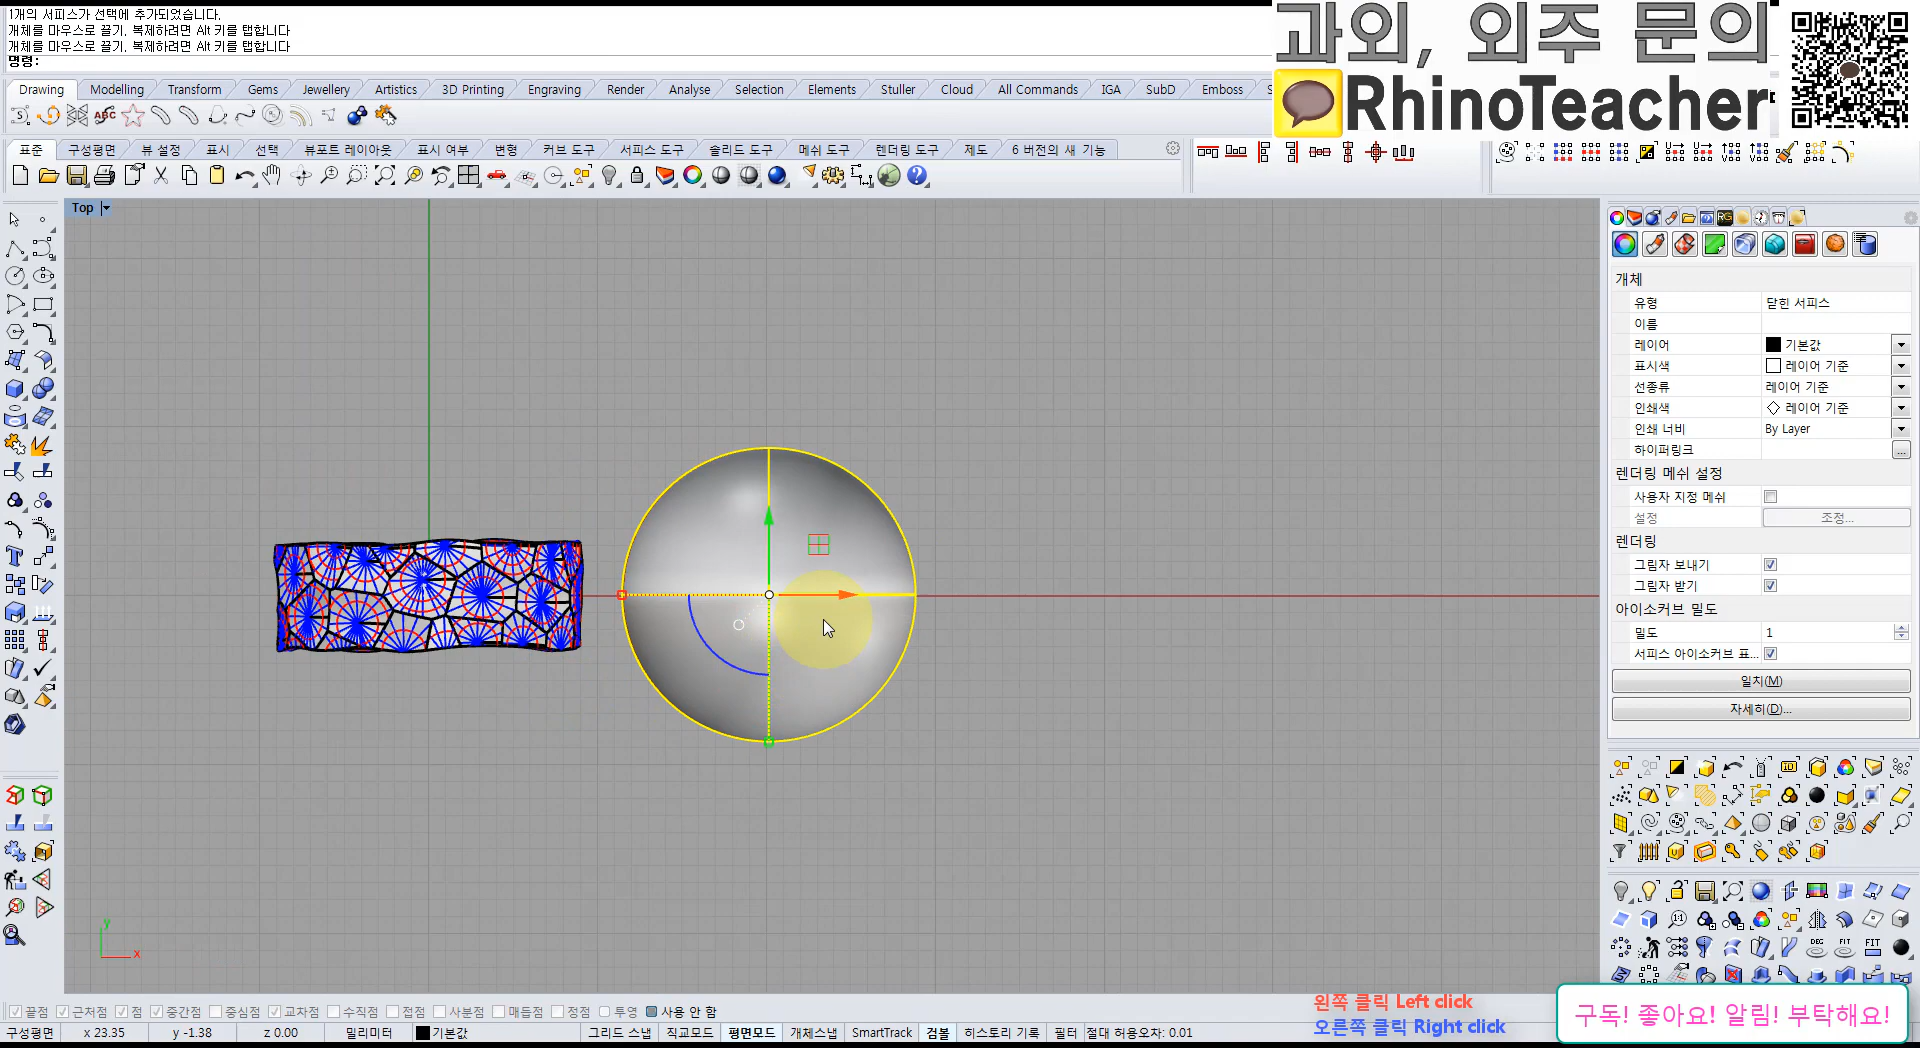 1개의 서피스가 선택에 추가되었습니다.
개체를 마우스로 끌기. 복제하려면 Alt 키를 탭합니다
개체를 마우스로 끌기. 복제하려면 Alt 키를 탭합니다
명령:
과외, 외주 문의
RhinoTeacher
Drawing Modelling Transform Gems Jewellery Artistics 3D Printing Engraving Render Analyse Selection Elements Stuller Cloud All Commands IGA SubD Emboss
ABC
표준 구성평면 뷰 설정 표시 선택 뷰포트 레이아웃 표시 여부 변형 커브 도구 서피스 도구 솔리드 도구 메쉬 도구 렌더링 도구 제도 6 버전의 새 기능
Top
개체
유형 닫힌 서피스
이름
레이어 기본값
표시색 레이어 기준
선종류 레이어 기준
인쇄색 레이어 기준
인쇄 너비 By Layer
하이퍼링크 ...
렌더링 메쉬 설정
사용자 지정 메쉬
설정 조정...
렌더링
그림자 보내기
그림자 받기
아이소커브 밀도
밀도 1
서피스 아이소커브 표...
일치(M)
자세히(D)...
y
x
끝점 근처점 점 중간점 중심점 교차점 수직점 접점 사분점 매듭점 정점 투영 사용 안 함
왼쪽 클릭 Left click
오른쪽 클릭 Right click
구독! 좋아요! 알림! 부탁해요!
구성평면 x 23.35 y -1.38 z 0.00 밀리미터 기본값 그리드 스냅 직교모드 평면모드 개체스냅 SmartTrack 검볼 히스토리 기록 필터 절대 허용오차: 0.01